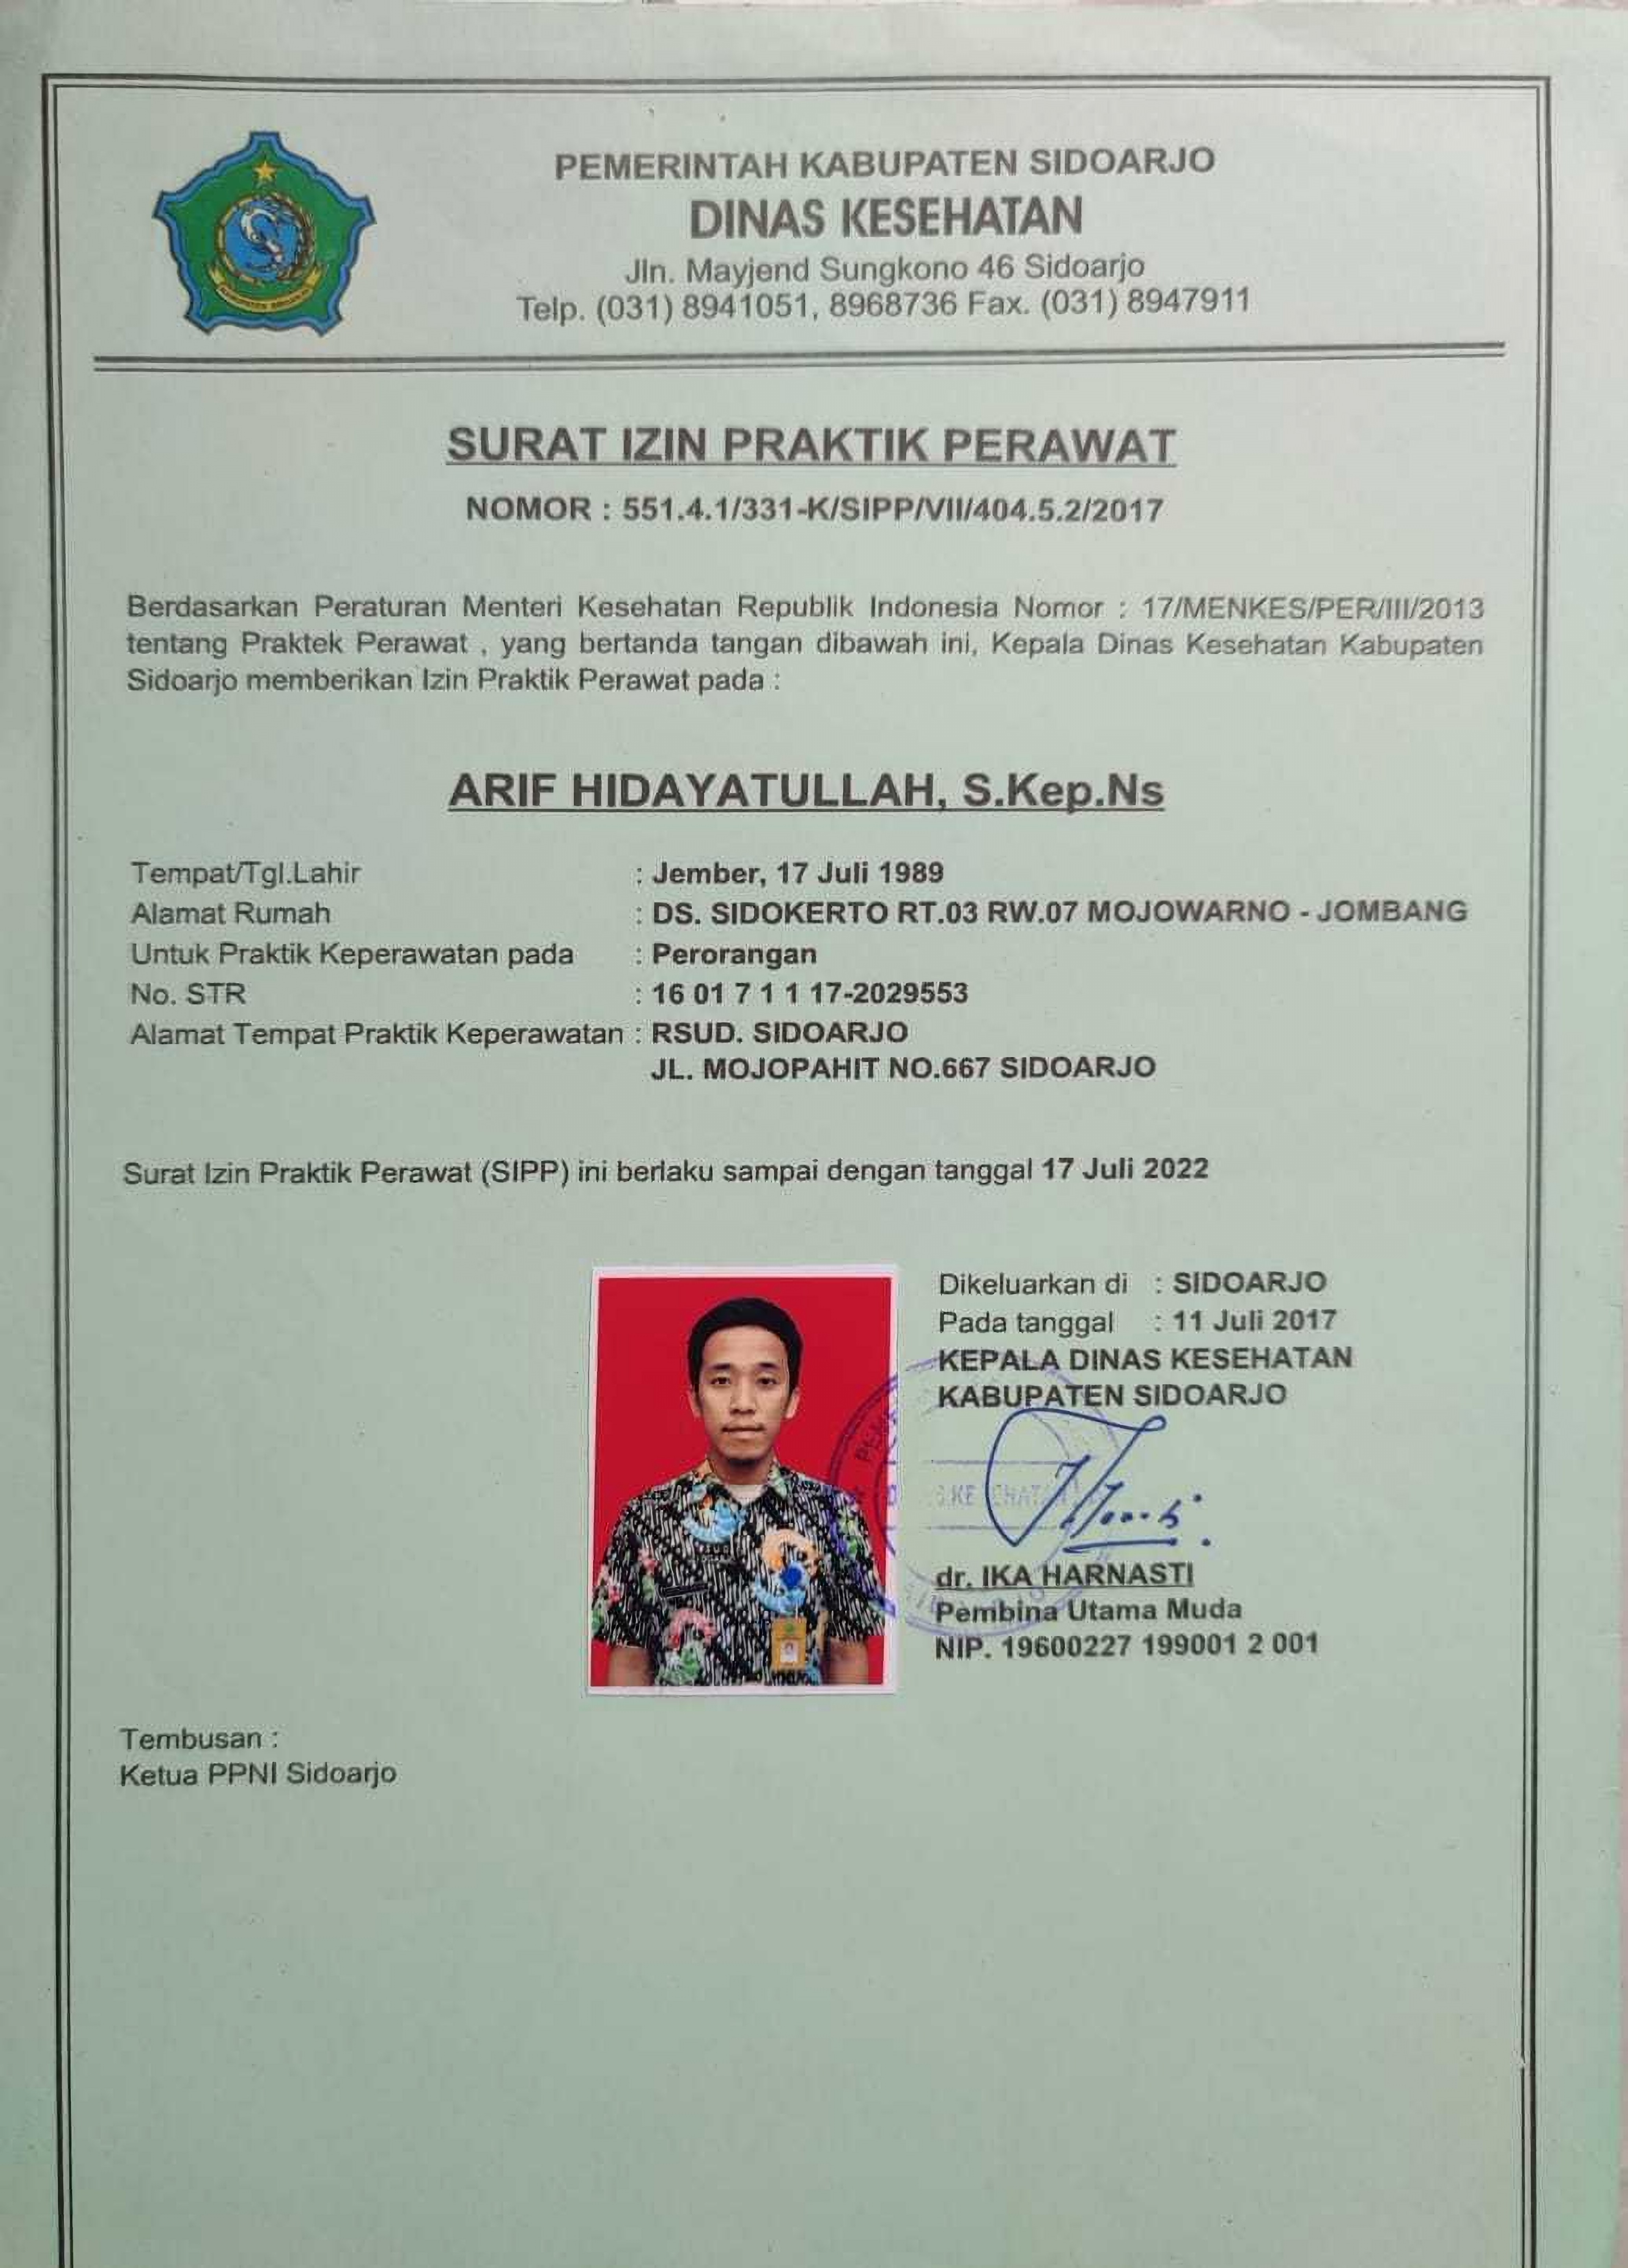 PEMERINTAH KABUPATEN SIDOARJO
DINAS KESEHATAN
Jln. Mayjend Sungkono 46 Sidoarjo
Telp. (031) 8941051, 8968736 Fax. (031) 8947911
SURAT IZIN PRAKTIK PERAWAT
NOMOR : 551.4.1/331-K/SIPP/VII/404.5.2/2017
Berdasarkan Peraturan Menteri Kesehatan Republik Indonesia Nomor : 17/MENKES/PER/III/2013
tentang Praktek Perawat , yang bertanda tangan dibawah ini, Kepala Dinas Kesehatan Kabupaten
Sidoarjo memberikan Izin Praktik Perawat pada :
ARIF HIDAYATULLAH, S.Kep.Ns
Tempat/Tgl.Lahir : Jember, 17 Juli 1989
Alamat Rumah : DS. SIDOKERTO RT.03 RW.07 MOJOWARNO - JOMBANG
Untuk Praktik Keperawatan pada : Perorangan
No. STR : 16 01 7 1 1 17-2029553
Alamat Tempat Praktik Keperawatan : RSUD. SIDOARJO
JL. MOJOPAHIT NO.667 SIDOARJO
Surat Izin Praktik Perawat (SIPP) ini berlaku sampai dengan tanggal 17 Juli 2022
Dikeluarkan di : SIDOARJO
Pada tanggal : 11 Juli 2017
KEPALA DINAS KESEHATAN
KABUPATEN SIDOARJO
dr. IKA HARNASTI
Pembina Utama Muda
NIP. 19600227 199001 2 001
Tembusan :
Ketua PPNI Sidoarjo